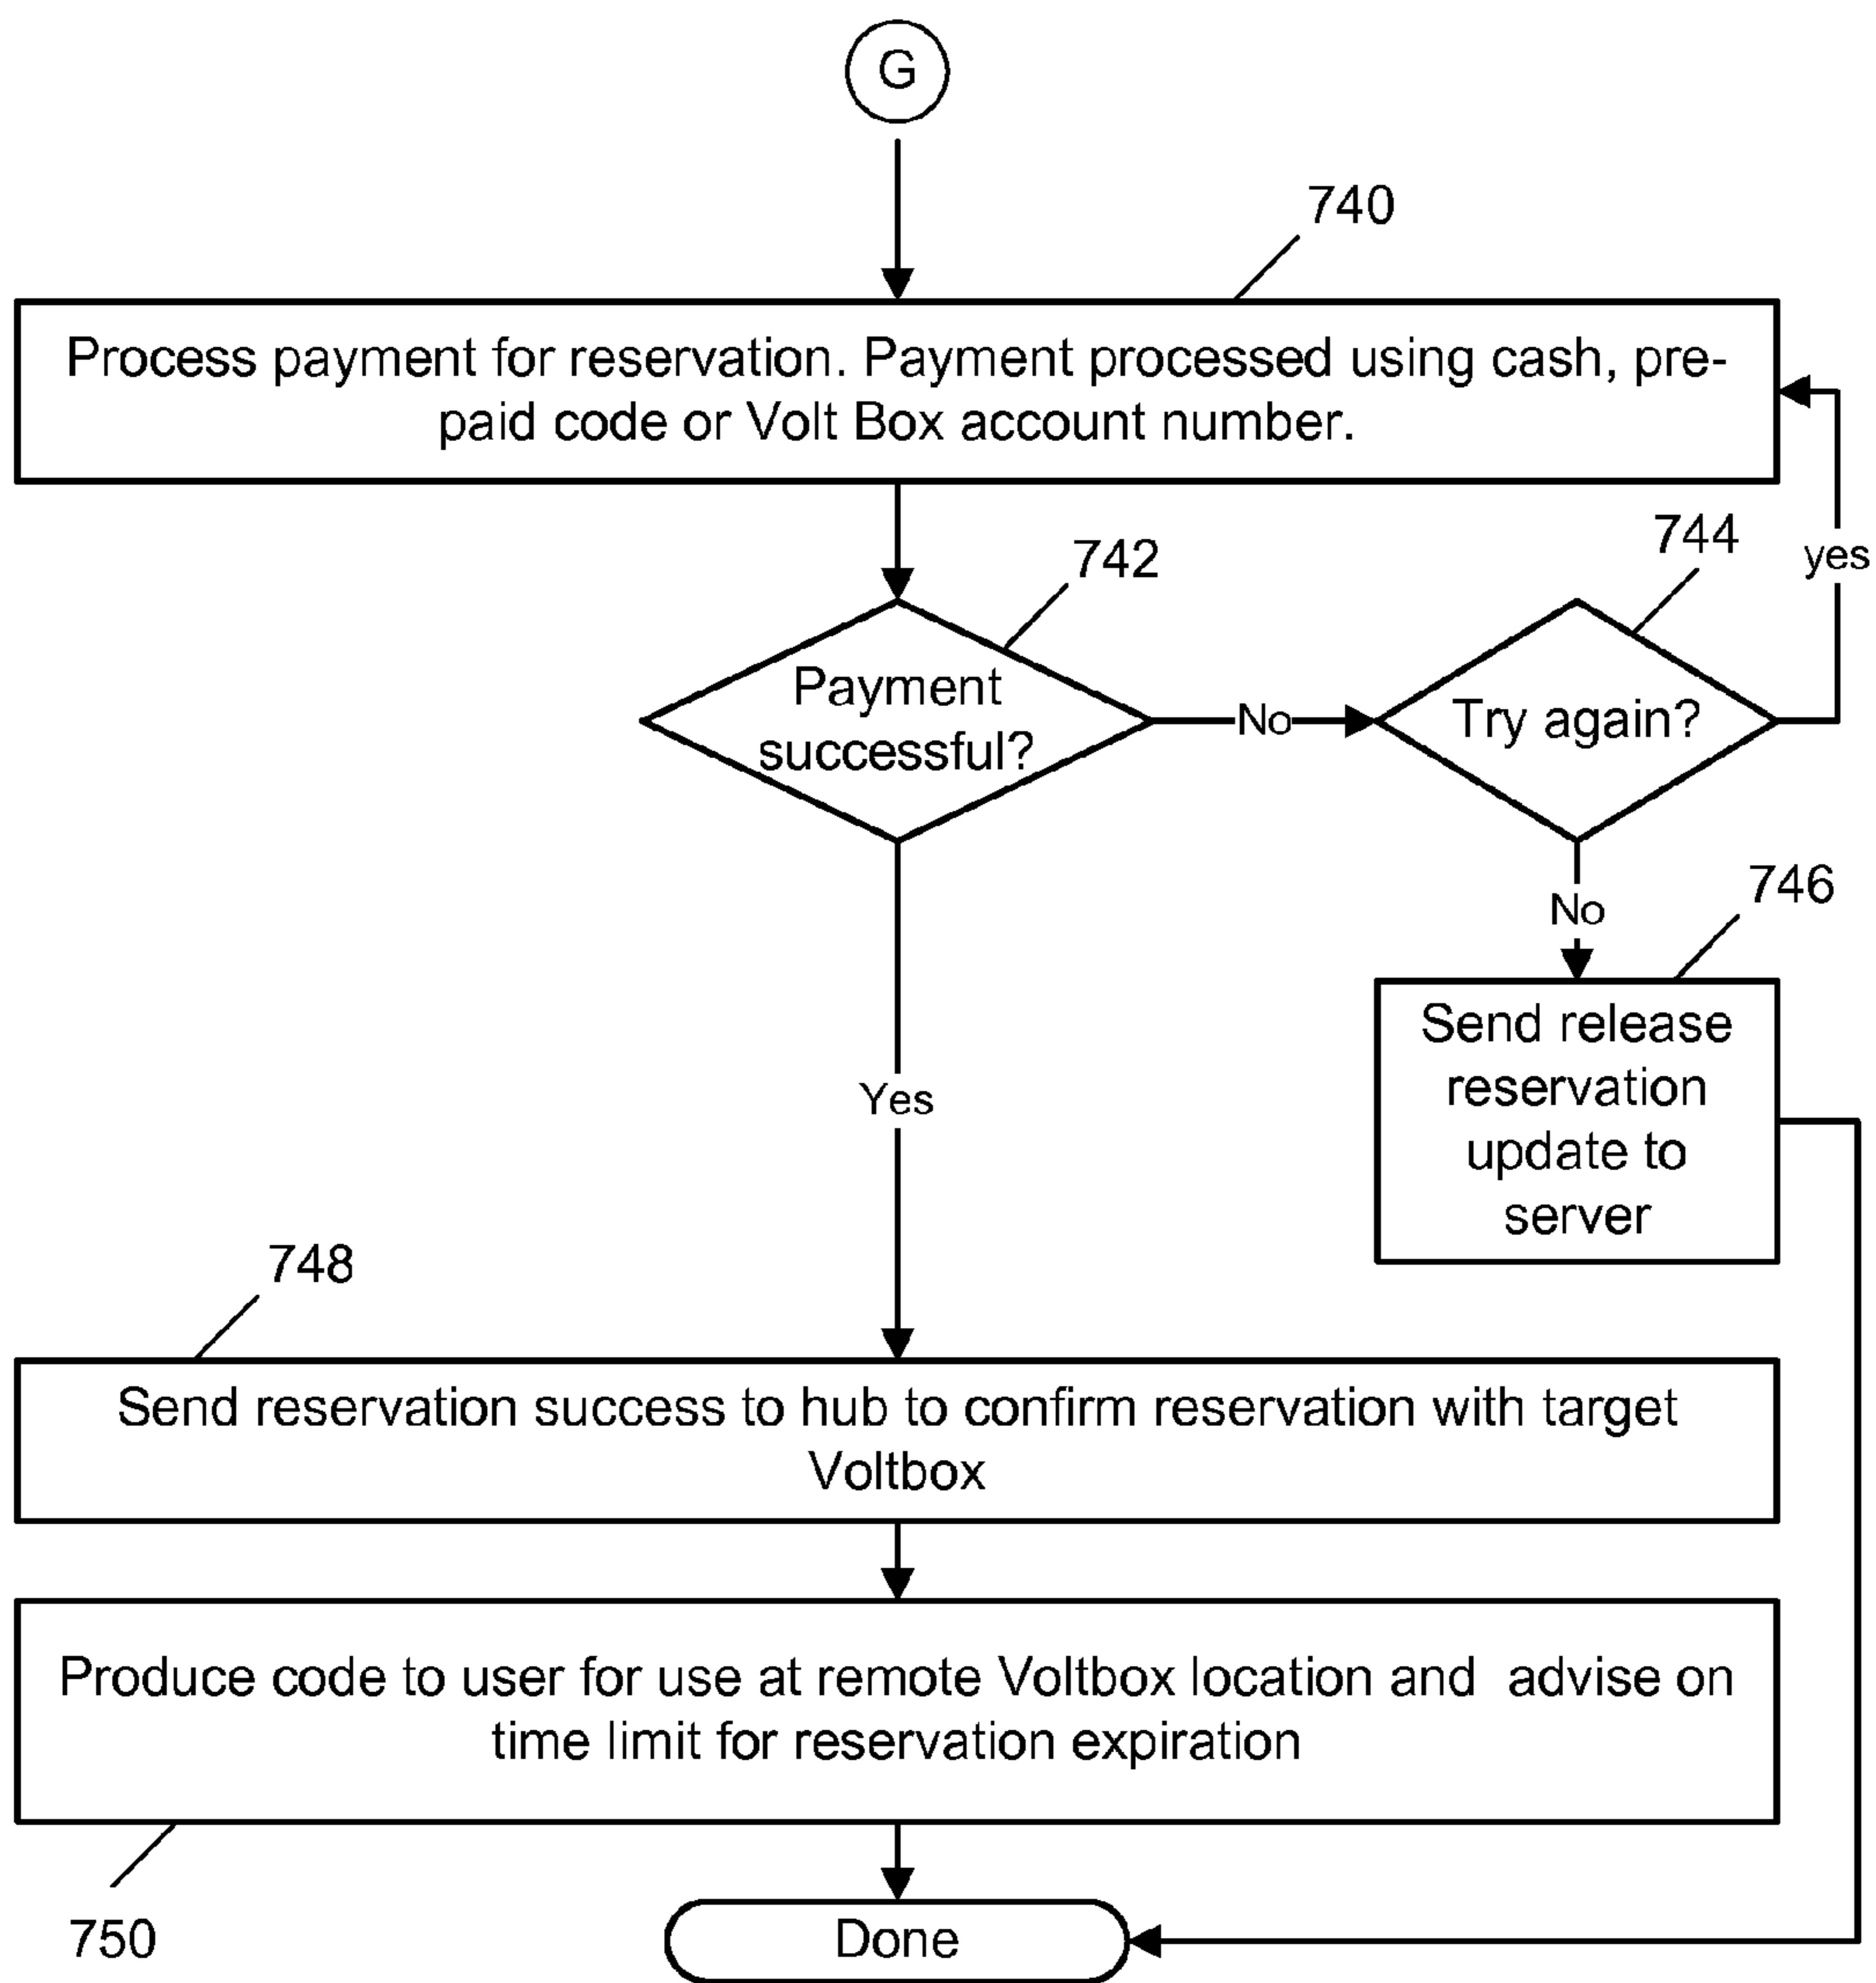 G
740
Process payment for reservation. Payment processed using cash, pre-
paid code or Volt Box account number.
742
744
yes
Payment
successful?
No
Try again?
No
746
Send release
reservation
update to
server
Yes
748
Send reservation success to hub to confirm reservation with target
Voltbox
Produce code to user for use at remote Voltbox location and  advise on
time limit for reservation expiration
750
Done